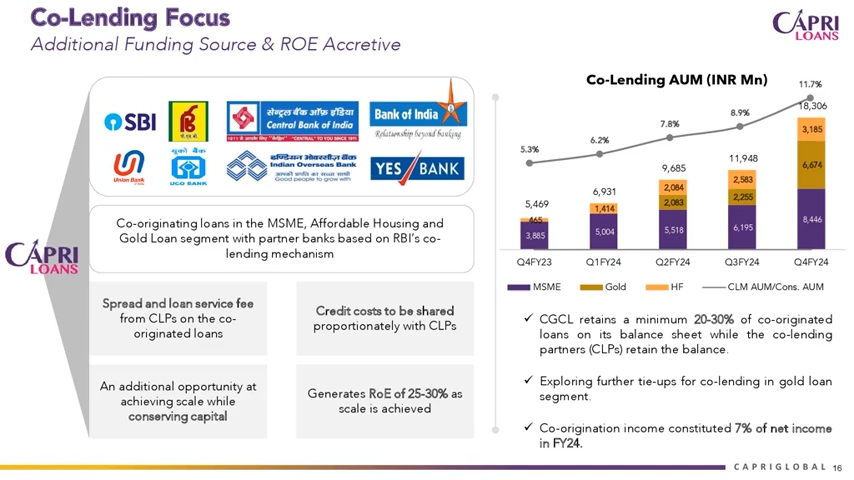 Co-Lending Focus
Additional Funding Source & ROE Accretive
CAPRI
LOANS
SBI
पी.एन.बी.
सेन्ट्रल बैंक ऑफ़ इंडिया
Central Bank of India
"CENTRAL" TO YOU SINCE 1911
Bank of India
Relationship beyond banking
Union Bank
यूको बैंक
UCO BANK
इण्डियन ओवरसीज़ बैंक
Indian Overseas Bank
आपकी प्रगति का सच्चा साथी
Good people to grow with
YES BANK
CAPRI
LOANS
Co-originating loans in the MSME, Affordable Housing and
Gold Loan segment with partner banks based on RBI's co-
lending mechanism
Spread and loan service fee
from CLPs on the co-
originated loans
Credit costs to be shared
proportionately with CLPs
An additional opportunity at
achieving scale while
conserving capital
Generates RoE of 25-30% as
scale is achieved
Co-Lending AUM (INR Mn)
5.3%
6.2%
7.8%
8.9%
11.7%
5,469
6,931
9,685
11,948
18,306
465
1,414
2,084
2,583
3,185
2,083
2,255
6,674
3,885
5,004
5,518
6,195
8,446
Q4FY23
Q1FY24
Q2FY24
Q3FY24
Q4FY24
MSME
Gold
HF
CLM AUM/Cons. AUM
✓ CGCL retains a minimum 20-30% of co-originated
loans on its balance sheet while the co-lending
partners (CLPs) retain the balance.
✓ Exploring further tie-ups for co-lending in gold loan
segment.
✓ Co-origination income constituted 7% of net income
in FY24.
CAPRIGLOBAL 16